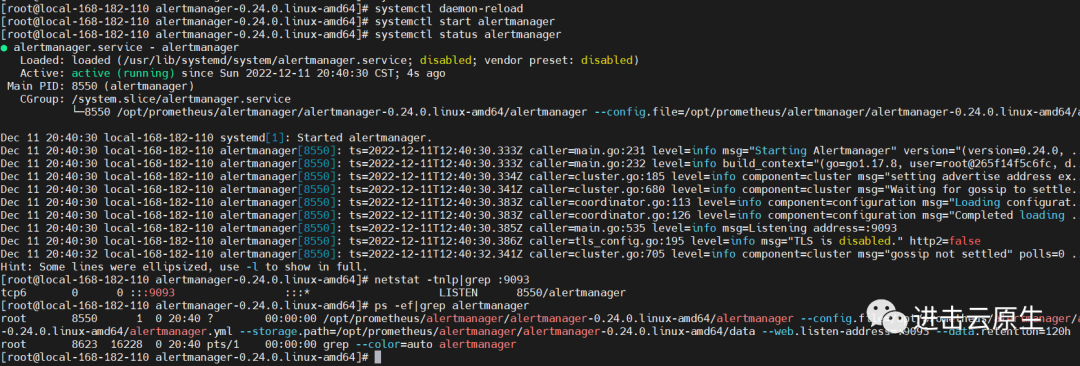 [root@local-168-182-110 alertmanager-0.24.0.linux-amd64]# systemctl daemon-reload
[root@local-168-182-110 alertmanager-0.24.0.linux-amd64]# systemctl start alertmanager
[root@local-168-182-110 alertmanager-0.24.0.linux-amd64]# systemctl status alertmanager
● alertmanager.service - alertmanager
Loaded: loaded (/usr/lib/systemd/system/alertmanager.service; disabled; vendor preset: disabled)
Active: active (running) since Sun 2022-12-11 20:40:30 CST; 4s ago
Main PID: 8550 (alertmanager)
CGroup: /system.slice/alertmanager.service
└─8550 /opt/prometheus/alertmanager/alertmanager-0.24.0.linux-amd64/alertmanager --config.file=/opt/prometheus/alertmanager/alertmanager-0.24.0.linux-amd64/a
Dec 11 20:40:30 local-168-182-110 systemd[1]: Started alertmanager.
Dec 11 20:40:30 local-168-182-110 alertmanager[8550]: ts=2022-12-11T12:40:30.333Z caller=main.go:231 level=info msg="Starting Alertmanager" version="(version=0.24.0, ...
Dec 11 20:40:30 local-168-182-110 alertmanager[8550]: ts=2022-12-11T12:40:30.333Z caller=main.go:232 level=info build_context="(go=go1.17.8, user=root@265f14f5c6fc, d...
Dec 11 20:40:30 local-168-182-110 alertmanager[8550]: ts=2022-12-11T12:40:30.334Z caller=cluster.go:185 level=info component=cluster msg="setting advertise address ex...
Dec 11 20:40:30 local-168-182-110 alertmanager[8550]: ts=2022-12-11T12:40:30.341Z caller=cluster.go:680 level=info component=cluster msg="Waiting for gossip to settle...
Dec 11 20:40:30 local-168-182-110 alertmanager[8550]: ts=2022-12-11T12:40:30.383Z caller=coordinator.go:113 level=info component=configuration msg="Loading configurat...
Dec 11 20:40:30 local-168-182-110 alertmanager[8550]: ts=2022-12-11T12:40:30.383Z caller=coordinator.go:126 level=info component=configuration msg="Completed loading ...
Dec 11 20:40:30 local-168-182-110 alertmanager[8550]: ts=2022-12-11T12:40:30.385Z caller=main.go:535 level=info msg=Listening address=:9093
Dec 11 20:40:30 local-168-182-110 alertmanager[8550]: ts=2022-12-11T12:40:30.386Z caller=tls_config.go:195 level=info msg="TLS is disabled." http2=false
Dec 11 20:40:32 local-168-182-110 alertmanager[8550]: ts=2022-12-11T12:40:32.341Z caller=cluster.go:705 level=info component=cluster msg="gossip not settled" polls=0 ...
Hint: Some lines were ellipsized, use -l to show in full.
[root@local-168-182-110 alertmanager-0.24.0.linux-amd64]# netstat -tnlp|grep :9093
tcp6 0 0 :::9093 :::* LISTEN 8550/alertmanager
[root@local-168-182-110 alertmanager-0.24.0.linux-amd64]# ps -ef|grep alertmanager
root 8550 1 0 20:40 ? 00:00:00 /opt/prometheus/alertmanager/alertmanager-0.24.0.linux-amd64/alertmanager --config.file=/opt/prometheus/alertmanager/a
-0.24.0.linux-amd64/alertmanager.yml --storage.path=/opt/prometheus/alertmanager/alertmanager-0.24.0.linux-amd64/data --web.listen-address=:9093 --data.retention=120h
root 8623 16228 0 20:40 pts/1 00:00:00 grep --color=auto alertmanager
[root@local-168-182-110 alertmanager-0.24.0.linux-amd64]#
进击云原生